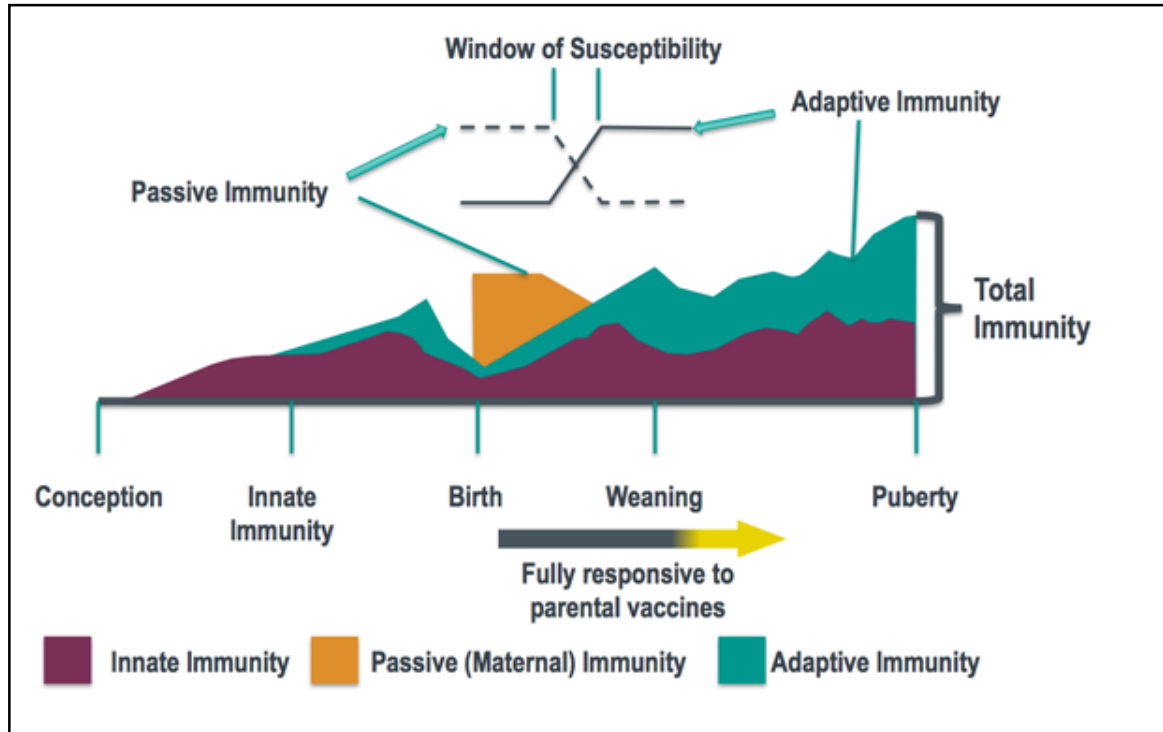 Window of Susceptibility
Adaptive Immunity
Passive Immunity
Total
Immunity
Conception
Innate
Immunity
Birth
Weaning
Puberty
Fully responsive to
parental vaccines
Innate Immunity
Passive (Maternal) Immunity
Adaptive Immunity